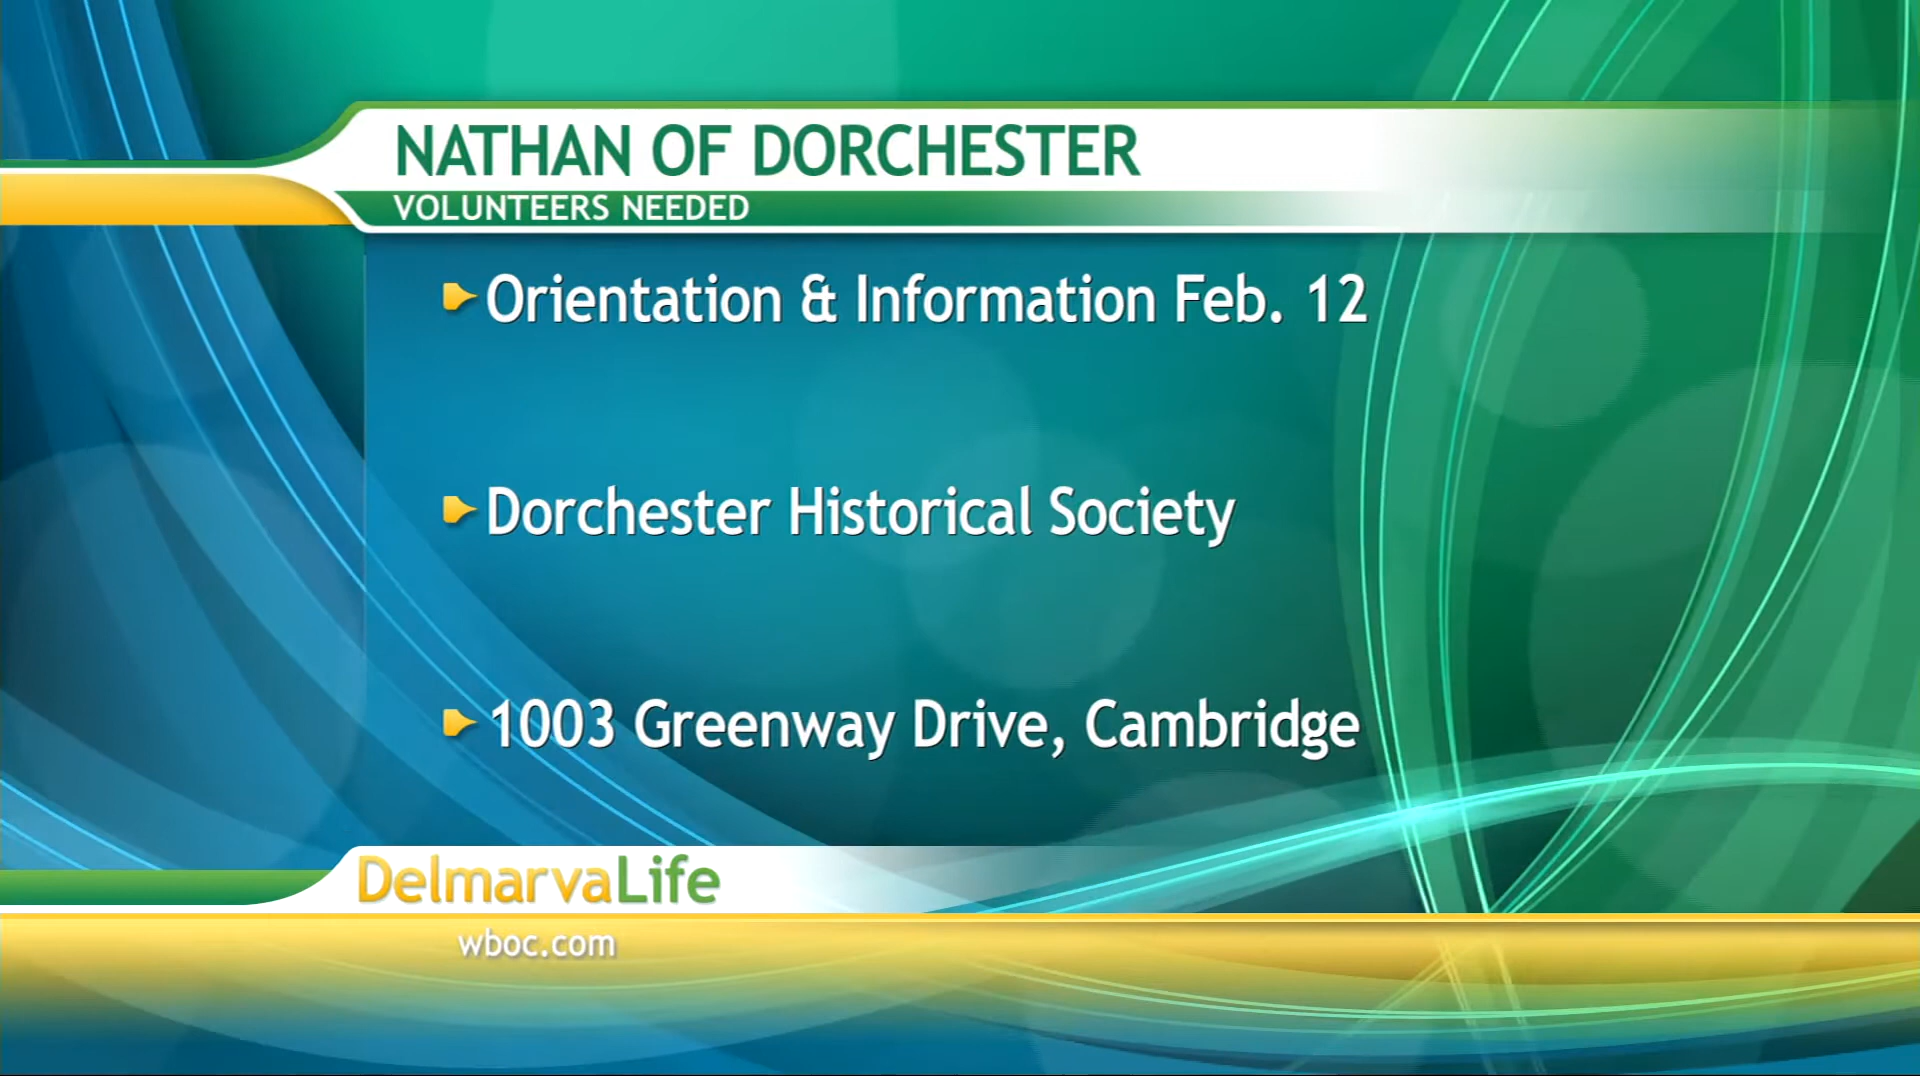 NATHAN OF DORCHESTER
VOLUNTEERS NEEDED
Orientation & Information Feb. 12
Dorchester Historical Society
1003 Greenway Drive, Cambridge
DelmarvaLife
wboc.com